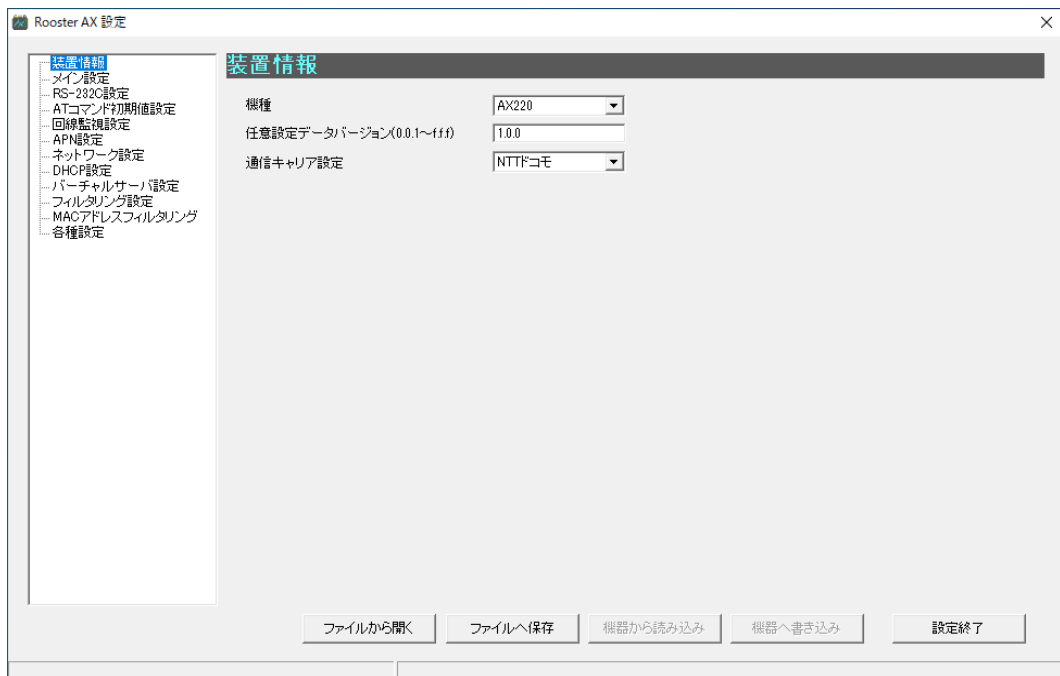 Rooster AX 設定
装置情報
メイン設定
RS-232C設定
ATコマンド初期値設定
回線監視設定
APN設定
ネットワーク設定
DHCP設定
バーチャルサーバ設定
フィルタリング設定
MACアドレスフィルタリング
各種設定
装置情報
機種 AX220
任意設定データバージョン(0.0.1～f.f.f) 1.0.0
通信キャリア設定 NTTドコモ
ファイルから開く ファイルへ保存 機器から読み込み 機器へ書き込み 設定終了